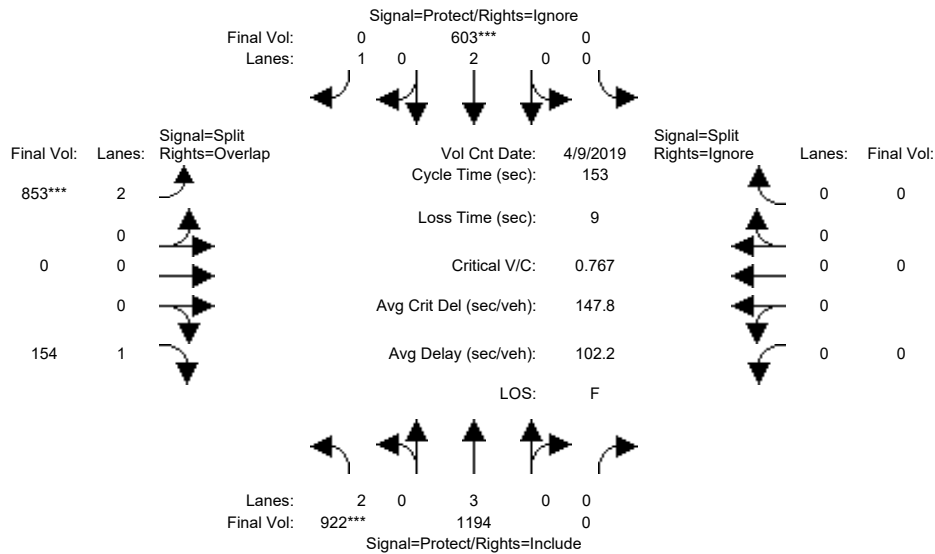 Signal=Protect/Rights=Ignore
Final Vol: 0 603*** 0
Lanes: 1 0 2 0 0
Signal=Split
Final Vol: Lanes: Rights=Overlap
Vol Cnt Date: 4/9/2019
Signal=Split
Rights=Ignore Lanes: Final Vol:
853*** 2
Cycle Time (sec): 153
0 0
0
Loss Time (sec): 9
0
0 0
Critical V/C: 0.767
0 0
0
Avg Crit Del (sec/veh): 147.8
0
154 1
Avg Delay (sec/veh): 102.2
0 0
LOS: F
Lanes: 2 0 3 0 0
Final Vol: 922*** 1194 0
Signal=Protect/Rights=Include